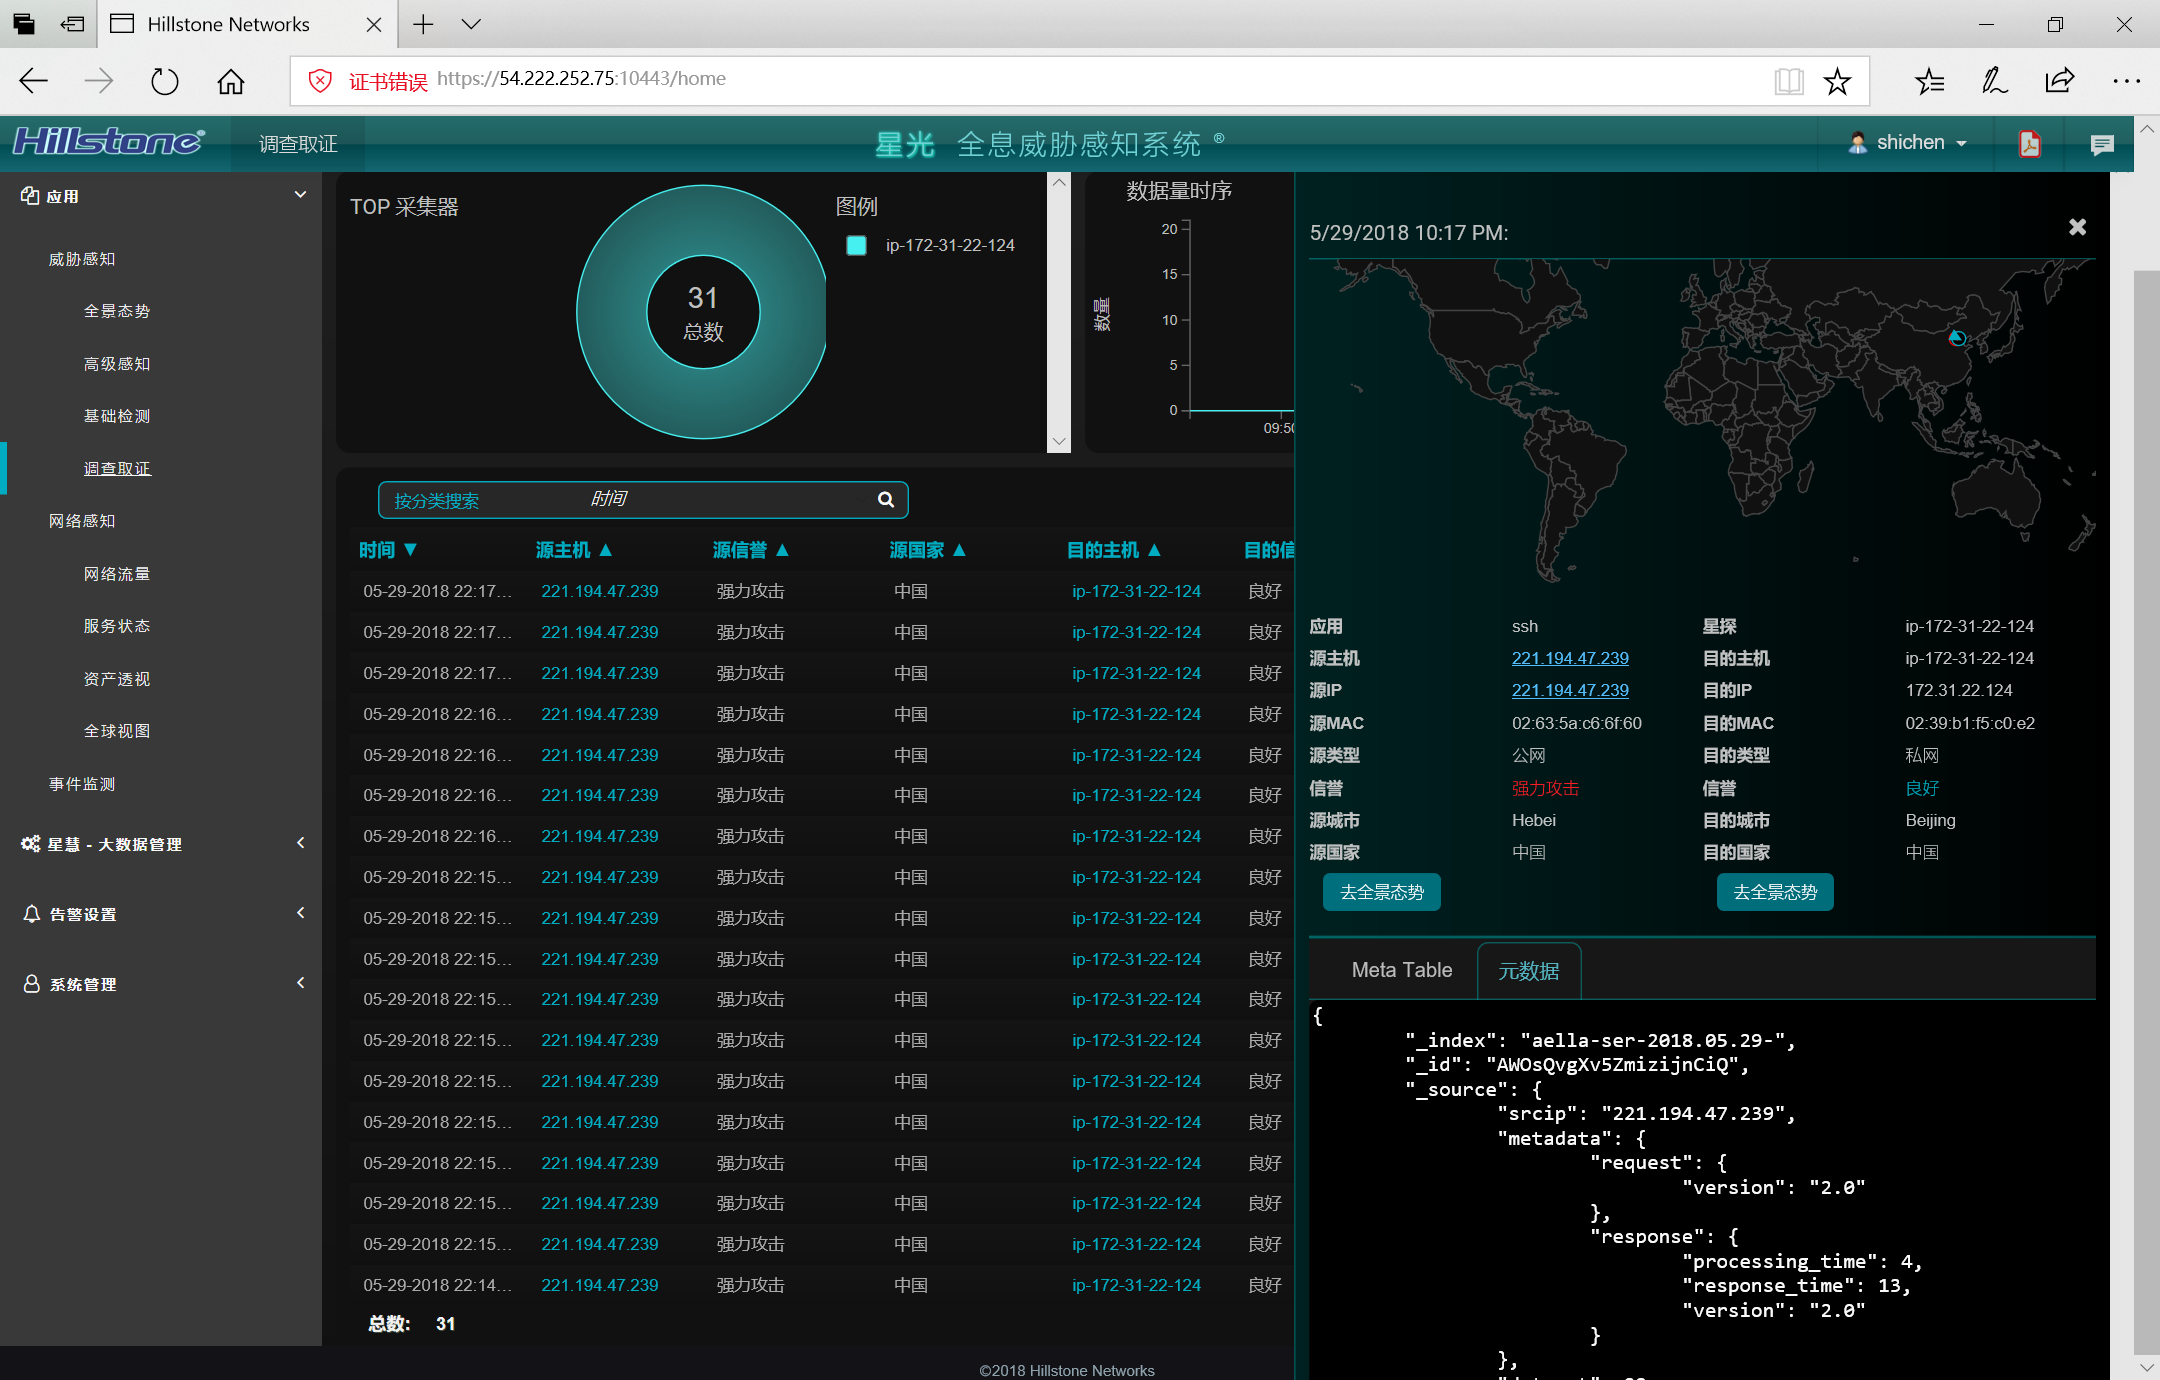 Hillstone Networks
证书错误 https://54.222.252.75:10443/home
Hillstone®
调查取证
星光 全息威胁感知系统 ®
shichen
应用
威胁感知
全景态势
高级感知
基础检测
调查取证
网络感知
网络流量
服务状态
资产透视
全球视图
事件监测
星慧 - 大数据管理
告警设置
系统管理
TOP 采集器
31
总数
图例
ip-172-31-22-124
数据量时序
数量
20
15
10
5
0
按分类搜索 时间
时间 ▼ 源主机 ▲ 源信誉 ▲ 源国家 ▲ 目的主机 ▲ 目的信
05-29-2018 22:17... 221.194.47.239 强力攻击 中国 ip-172-31-22-124 良好
05-29-2018 22:17... 221.194.47.239 强力攻击 中国 ip-172-31-22-124 良好
05-29-2018 22:17... 221.194.47.239 强力攻击 中国 ip-172-31-22-124 良好
05-29-2018 22:16... 221.194.47.239 强力攻击 中国 ip-172-31-22-124 良好
05-29-2018 22:16... 221.194.47.239 强力攻击 中国 ip-172-31-22-124 良好
05-29-2018 22:16... 221.194.47.239 强力攻击 中国 ip-172-31-22-124 良好
05-29-2018 22:16... 221.194.47.239 强力攻击 中国 ip-172-31-22-124 良好
05-29-2018 22:15... 221.194.47.239 强力攻击 中国 ip-172-31-22-124 良好
05-29-2018 22:15... 221.194.47.239 强力攻击 中国 ip-172-31-22-124 良好
05-29-2018 22:15... 221.194.47.239 强力攻击 中国 ip-172-31-22-124 良好
05-29-2018 22:15... 221.194.47.239 强力攻击 中国 ip-172-31-22-124 良好
05-29-2018 22:15... 221.194.47.239 强力攻击 中国 ip-172-31-22-124 良好
05-29-2018 22:15... 221.194.47.239 强力攻击 中国 ip-172-31-22-124 良好
05-29-2018 22:15... 221.194.47.239 强力攻击 中国 ip-172-31-22-124 良好
05-29-2018 22:15... 221.194.47.239 强力攻击 中国 ip-172-31-22-124 良好
05-29-2018 22:15... 221.194.47.239 强力攻击 中国 ip-172-31-22-124 良好
05-29-2018 22:15... 221.194.47.239 强力攻击 中国 ip-172-31-22-124 良好
05-29-2018 22:14... 221.194.47.239 强力攻击 中国 ip-172-31-22-124 良好
总数: 31
©2018 Hillstone Networks
5/29/2018 10:17 PM:
应用 ssh 星探 ip-172-31-22-124
源主机 221.194.47.239 目的主机 ip-172-31-22-124
源IP 221.194.47.239 目的IP 172.31.22.124
源MAC 02:63:5a:c6:6f:60 目的MAC 02:39:b1:f5:c0:e2
源类型 公网 目的类型 私网
信誉 强力攻击 信誉 良好
源城市 Hebei 目的城市 Beijing
源国家 中国 目的国家 中国
去全景态势 去全景态势
Meta Table 元数据
{
"_index": "aella-ser-2018.05.29-",
"_id": "AWOsQvgXv5ZmizijnCiQ",
"_source": {
"srcip": "221.194.47.239",
"metadata": {
"request": {
"version": "2.0"
},
"response": {
"processing_time": 4,
"response_time": 13,
"version": "2.0"
}
},